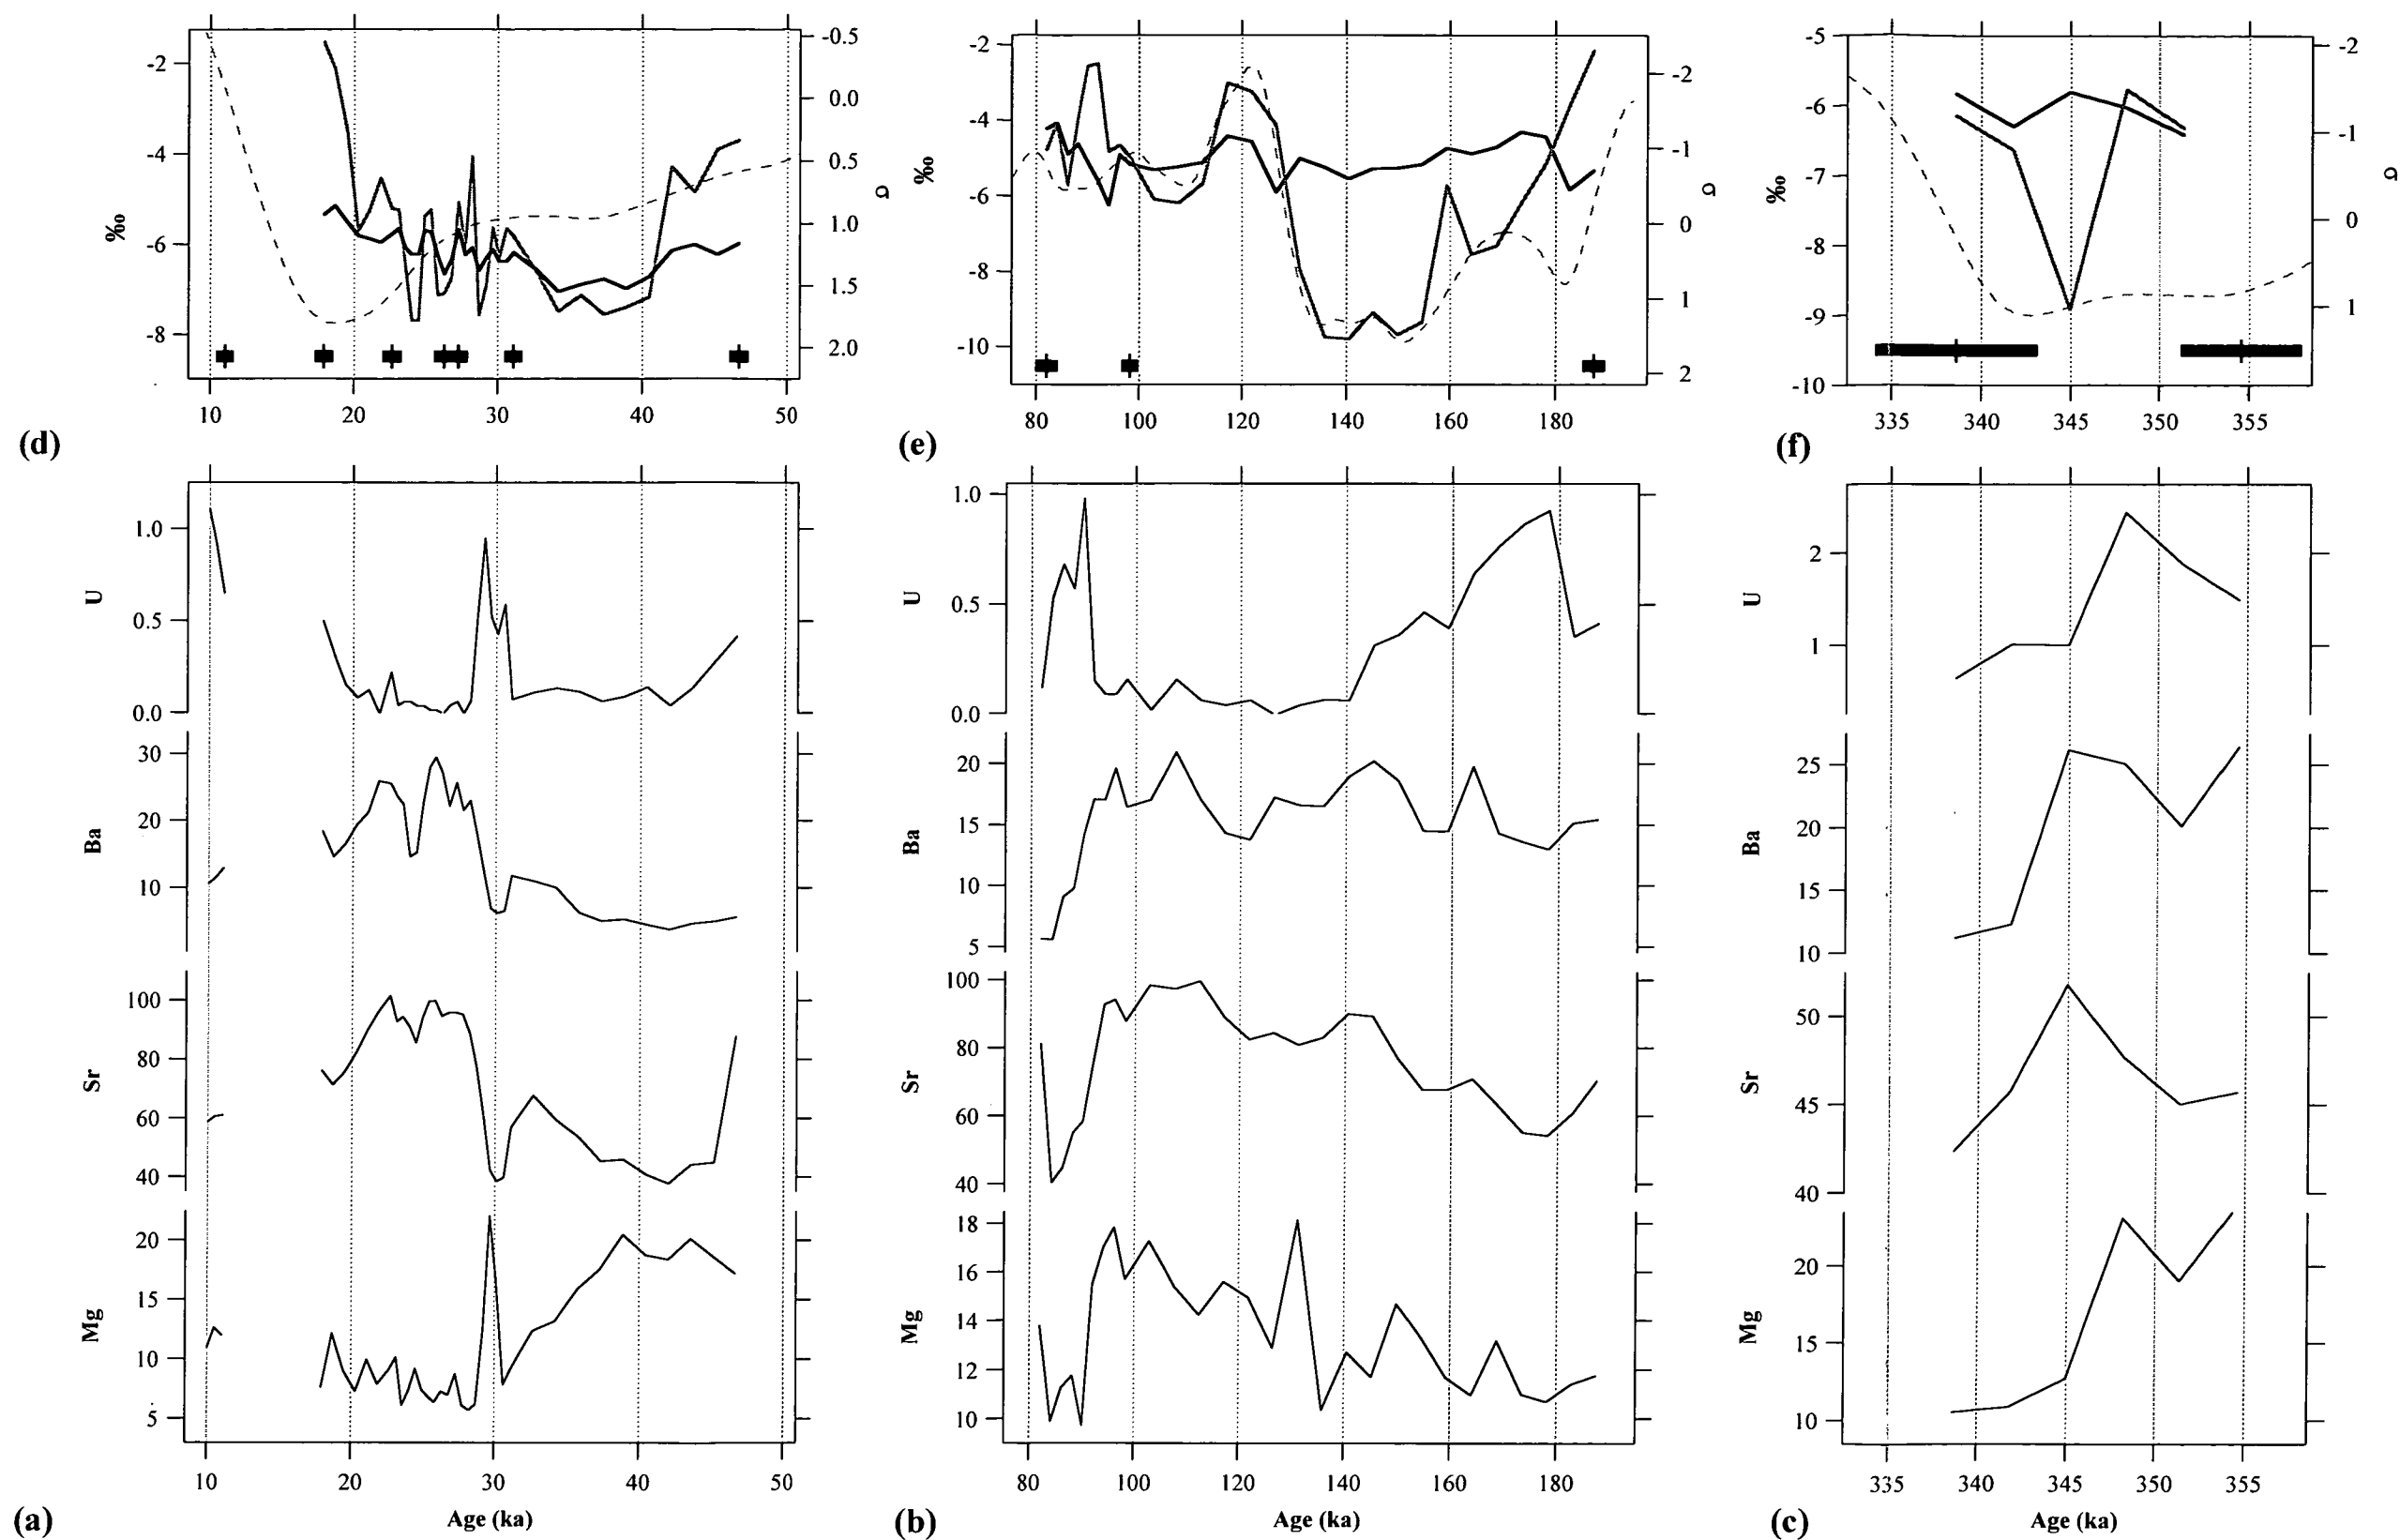 -2
-4
-6
-8
‰
-0.5
0.0
0.5
1.0
1.5
2.0
σ
10 20 30 40 50
(d)
-2
-4
-6
-8
-10
‰
-2
-1
0
1
2
σ
80 100 120 140 160 180
(e)
-5
-6
-7
-8
-9
-10
‰
-2
-1
0
1
σ
335 340 345 350 355
(f)
U
1.0
0.5
0.0
Ba
30
20
10
Sr
100
80
60
40
Mg
20
15
10
5
10 20 30 40 50
(a) Age (ka)
U
1.0
0.5
0.0
Ba
20
15
10
5
Sr
100
80
60
40
Mg
18
16
14
12
10
80 100 120 140 160 180
(b) Age (ka)
U
2
1
Ba
25
20
15
10
Sr
50
45
40
Mg
20
15
10
335 340 345 350 355
(c) Age (ka)